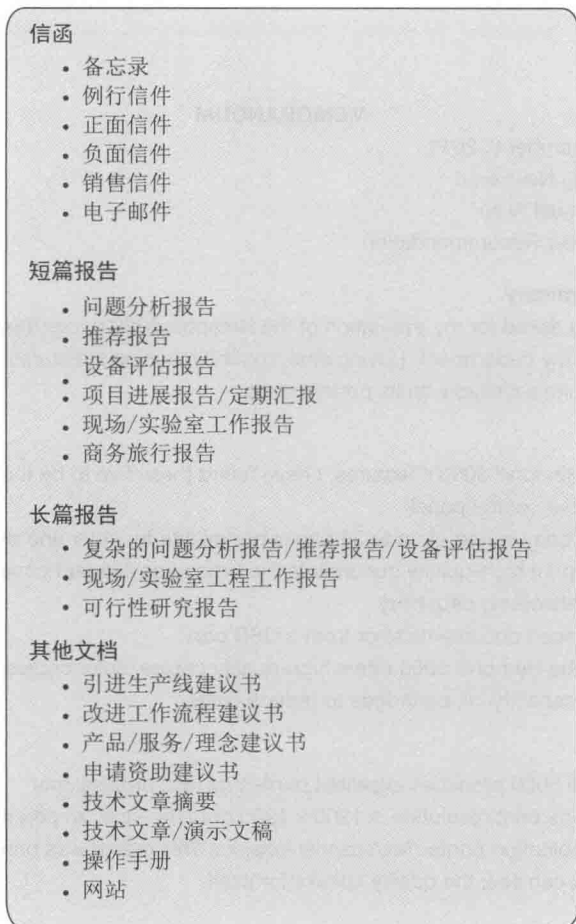 信函
• 备忘录
• 例行信件
• 正面信件
• 负面信件
• 销售信件
• 电子邮件
短篇报告
• 问题分析报告
• 推荐报告
• 设备评估报告
• 项目进展报告/定期汇报
• 现场/实验室工作报告
• 商务旅行报告
长篇报告
• 复杂的问题分析报告/推荐报告/设备评估报告
• 现场/实验室工程工作报告
• 可行性研究报告
其他文档
• 引进生产线建议书
• 改进工作流程建议书
• 产品/服务/理念建议书
• 申请资助建议书
• 技术文章摘要
• 技术文章/演示文稿
• 操作手册
• 网站